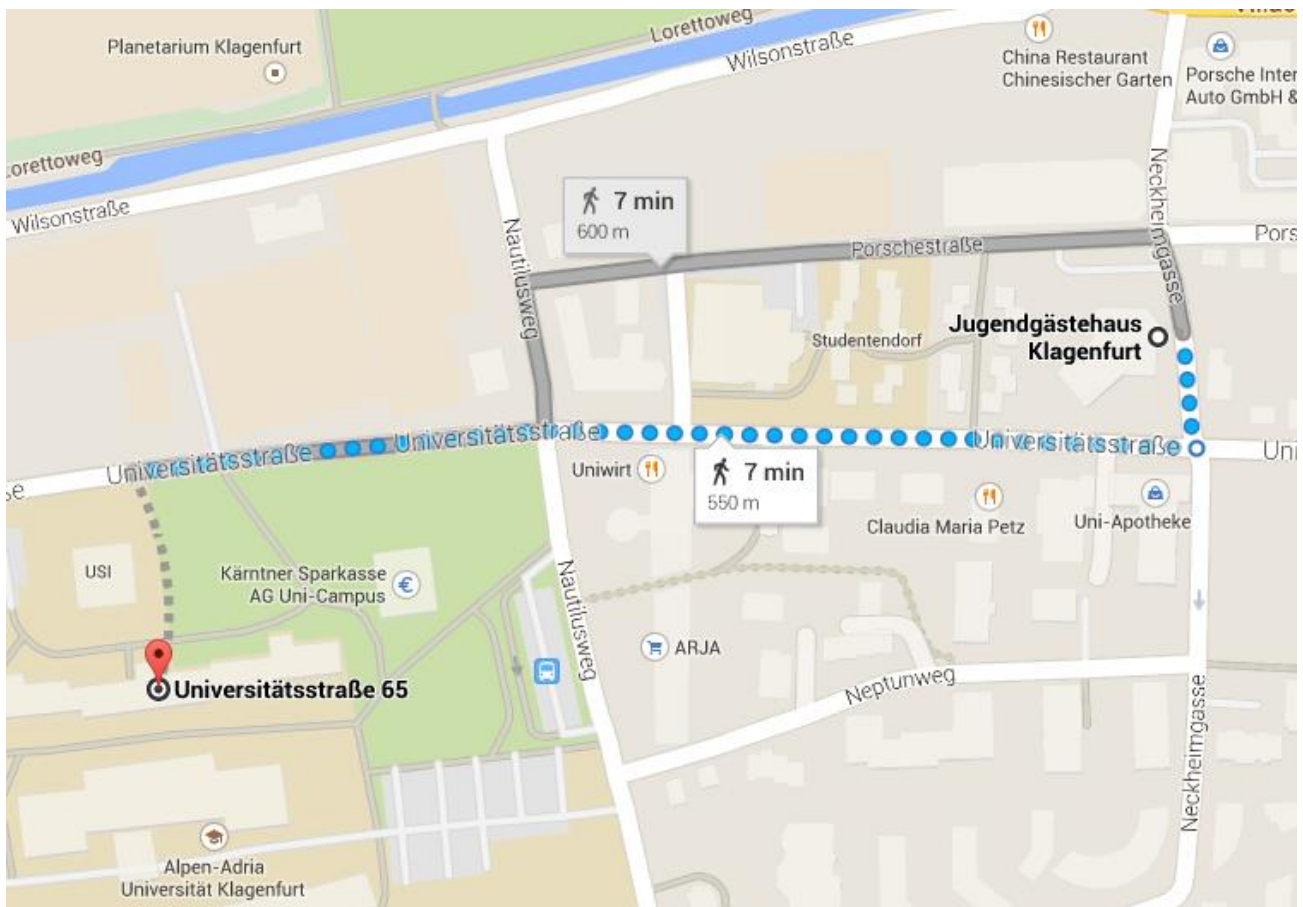 Planetarium Klagenfurt
Lorettoweg
Wilsonstraße
China Restaurant
Chinesischer Garten
Porsche Inter
Auto GmbH &
Lorettoweg
Wilsonstraße
7 min
600 m
Nautilusweg
Porschestraße
Neckheimgasse
Pors
Jugendgästehaus
Klagenfurt
Studentendorf
Universitätsstraße
Universitätsstraße
Universitätsstraße
Uni
Uniwirt
7 min
550 m
Claudia Maria Petz
Uni-Apotheke
USI
Kärntner Sparkasse
AG Uni-Campus
€
Nautilusweg
ARJA
Universitätsstraße 65
Neptunweg
Neckheimgasse
Alpen-Adria
Universität Klagenfurt